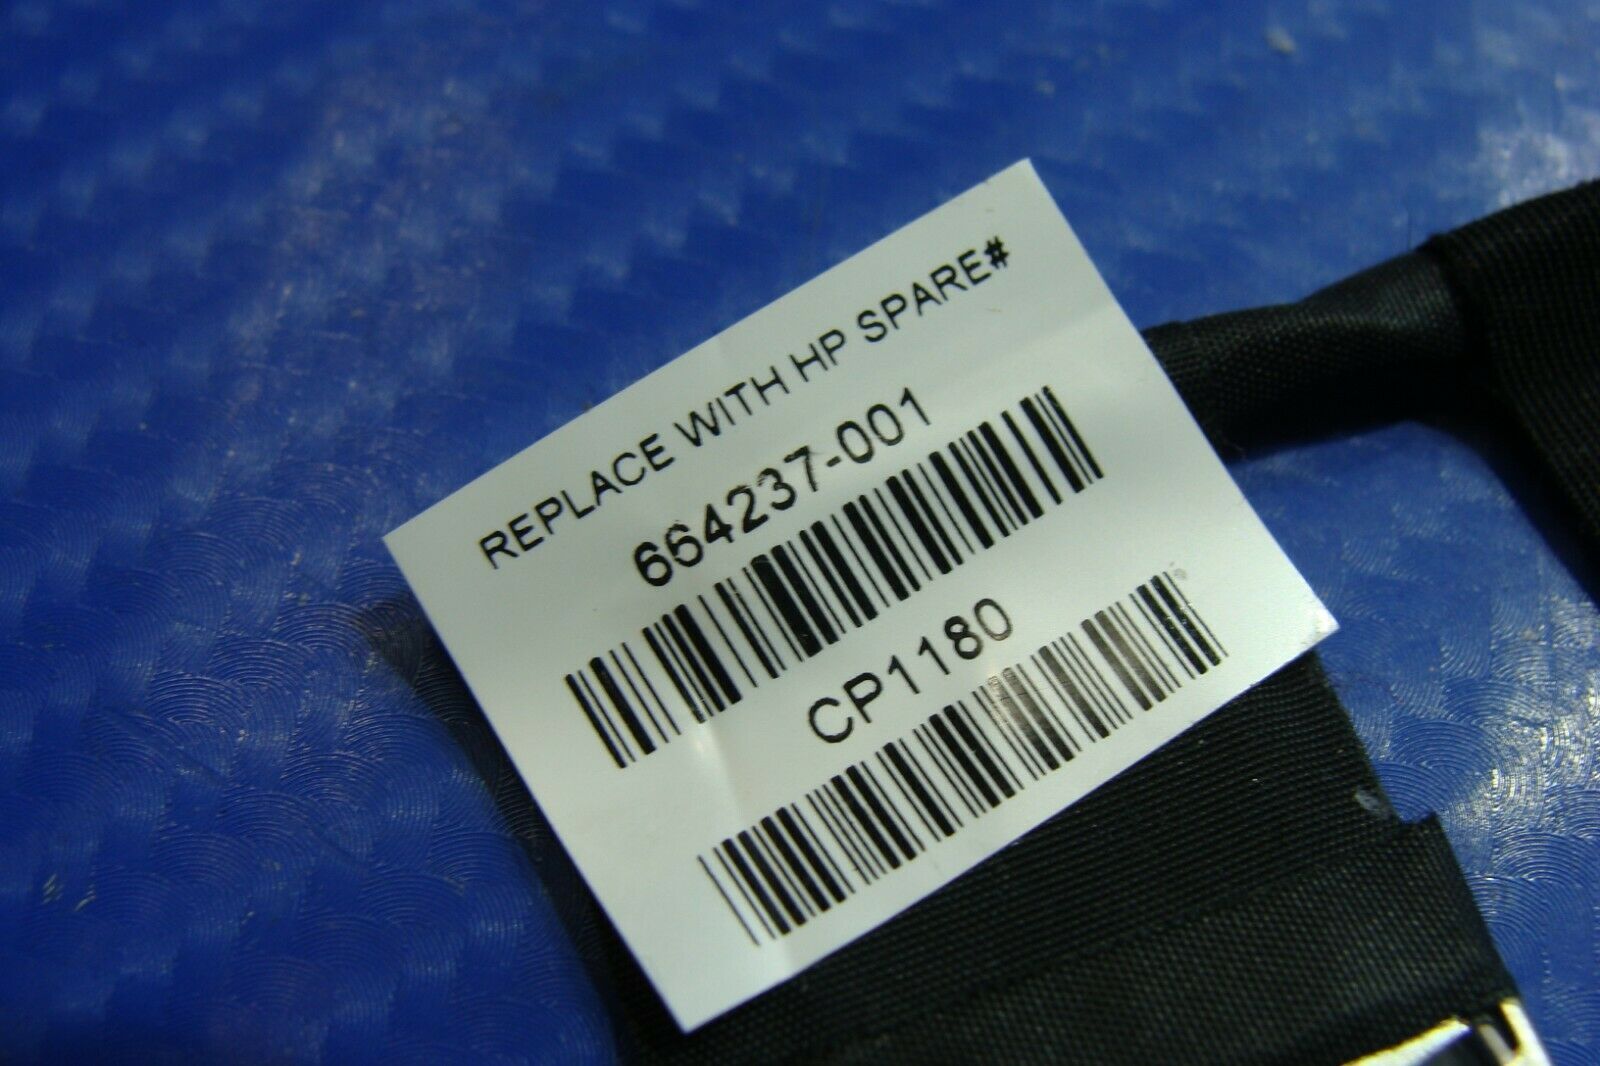 REPLACE WITH HP SPARE#
664237-001
CP1180